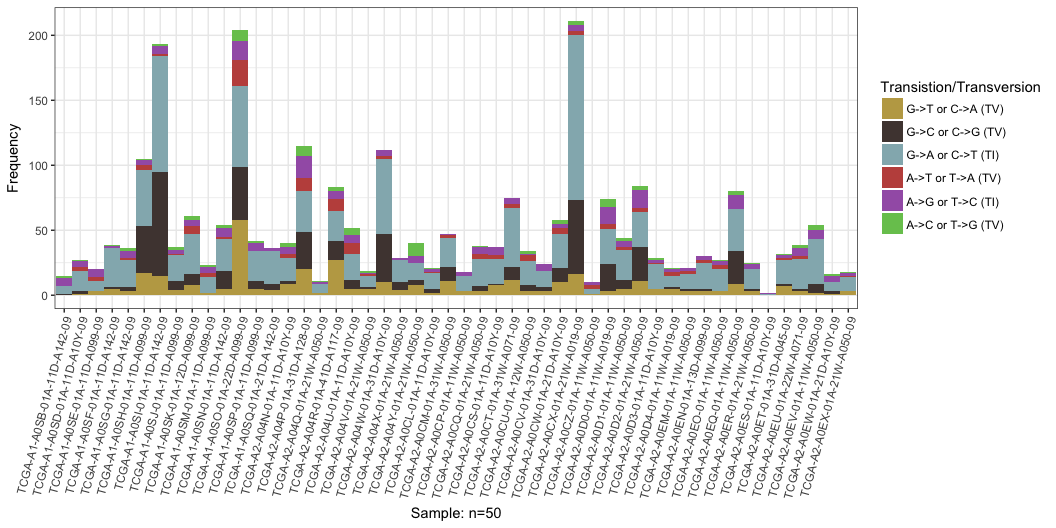 Frequency
200
150
100
50
0
TCGA-A1-A0SB-01A-11D-A142-09
TCGA-A1-A0SD-01A-11D-A10Y-09
TCGA-A1-A0SE-01A-11D-A099-09
TCGA-A1-A0SF-01A-11D-A142-09
TCGA-A1-A0SG-01A-11D-A142-09
TCGA-A1-A0SH-01A-11D-A099-09
TCGA-A1-A0SI-01A-11D-A142-09
TCGA-A1-A0SJ-01A-11D-A099-09
TCGA-A1-A0SK-01A-12D-A099-09
TCGA-A1-A0SM-01A-11D-A099-09
TCGA-A1-A0SN-01A-11D-A142-09
TCGA-A1-A0SO-01A-22D-A099-09
TCGA-A1-A0SP-01A-11D-A099-09
TCGA-A1-A0SQ-01A-21D-A142-09
TCGA-A2-A04N-01A-11D-A10Y-09
TCGA-A2-A04P-01A-31D-A128-09
TCGA-A2-A04Q-01A-21W-A050-09
TCGA-A2-A04R-01A-41D-A117-09
TCGA-A2-A04U-01A-11D-A10Y-09
TCGA-A2-A04V-01A-21W-A050-09
TCGA-A2-A04W-01A-31D-A10Y-09
TCGA-A2-A04X-01A-21W-A050-09
TCGA-A2-A04Y-01A-21W-A050-09
TCGA-A2-A0CL-01A-11D-A10Y-09
TCGA-A2-A0CM-01A-31W-A050-09
TCGA-A2-A0CP-01A-11W-A050-09
TCGA-A2-A0CQ-01A-21W-A050-09
TCGA-A2-A0CS-01A-11D-A10Y-09
TCGA-A2-A0CT-01A-31W-A071-09
TCGA-A2-A0CU-01A-12W-A050-09
TCGA-A2-A0CV-01A-31D-A10Y-09
TCGA-A2-A0CW-01A-21D-A10Y-09
TCGA-A2-A0CX-01A-21W-A019-09
TCGA-A2-A0CZ-01A-11W-A050-09
TCGA-A2-A0D0-01A-11W-A019-09
TCGA-A2-A0D1-01A-11W-A050-09
TCGA-A2-A0D2-01A-21W-A050-09
TCGA-A2-A0D3-01A-11D-A10Y-09
TCGA-A2-A0D4-01A-11W-A019-09
TCGA-A2-A0EM-01A-11W-A050-09
TCGA-A2-A0EN-01A-13D-A099-09
TCGA-A2-A0EO-01A-11W-A050-09
TCGA-A2-A0EQ-01A-11W-A050-09
TCGA-A2-A0ER-01A-21W-A050-09
TCGA-A2-A0ES-01A-11D-A10Y-09
TCGA-A2-A0ET-01A-31D-A045-09
TCGA-A2-A0EU-01A-22W-A071-09
TCGA-A2-A0EV-01A-11W-A050-09
TCGA-A2-A0EW-01A-21D-A10Y-09
TCGA-A2-A0EX-01A-21W-A050-09
Sample: n=50
Transistion/Transversion
G->T or C->A (TV)
G->C or C->G (TV)
G->A or C->T (TI)
A->T or T->A (TV)
A->G or T->C (TI)
A->C or T->G (TV)